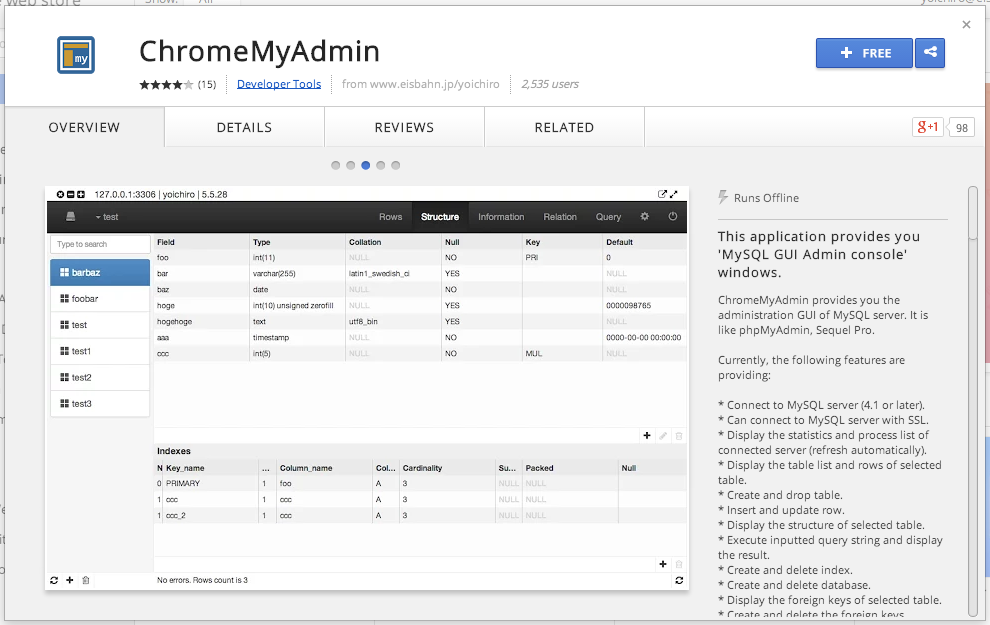 web store
Show:
All
ChromeMyAdmin
my
(15)
Developer Tools
from www.eisbahn.jp/yoichiro
2,535 users
+ FREE
OVERVIEW
DETAILS
REVIEWS
RELATED
g+1
98
127.0.0.1:3306 | yoichiro | 5.5.28
test
Rows
Structure
Information
Relation
Query
Type to search
barbaz
foobar
test
test1
test2
test3
Field Type Collation Null Key Default
foo int(11) NULL NO PRI 0
bar varchar(255) latin1_swedish_ci YES NULL
baz date NULL NO NULL
hoge int(10) unsigned zerofill NULL YES 0000098765
hogehoge text utf8_bin YES NULL
aaa timestamp NULL NO 0000-00-00 00:00:00
ccc int(5) NULL NO MUL NULL
Indexes
N Key_name ... Column_name Col... Cardinality Su... Packed Null
0 PRIMARY 1 foo A 3 NULL NULL
1 ccc 1 ccc A 3 NULL NULL
1 ccc_2 1 ccc A 3 NULL NULL
No errors. Rows count is 3
Runs Offline
This application provides you
'MySQL GUI Admin console'
windows.
ChromeMyAdmin provides you the
administration GUI of MySQL server. It is
like phpMyAdmin, Sequel Pro.
Currently, the following features are
providing:
* Connect to MySQL server (4.1 or later).
* Can connect to MySQL server with SSL.
* Display the statistics and process list of
connected server (refresh automatically).
* Display the table list and rows of selected
table.
* Create and drop table.
* Insert and update row.
* Display the structure of selected table.
* Execute inputted query string and display
the result.
* Create and delete index.
* Create and delete database.
* Display the foreign keys of selected table.
* Create and delete the foreign keys